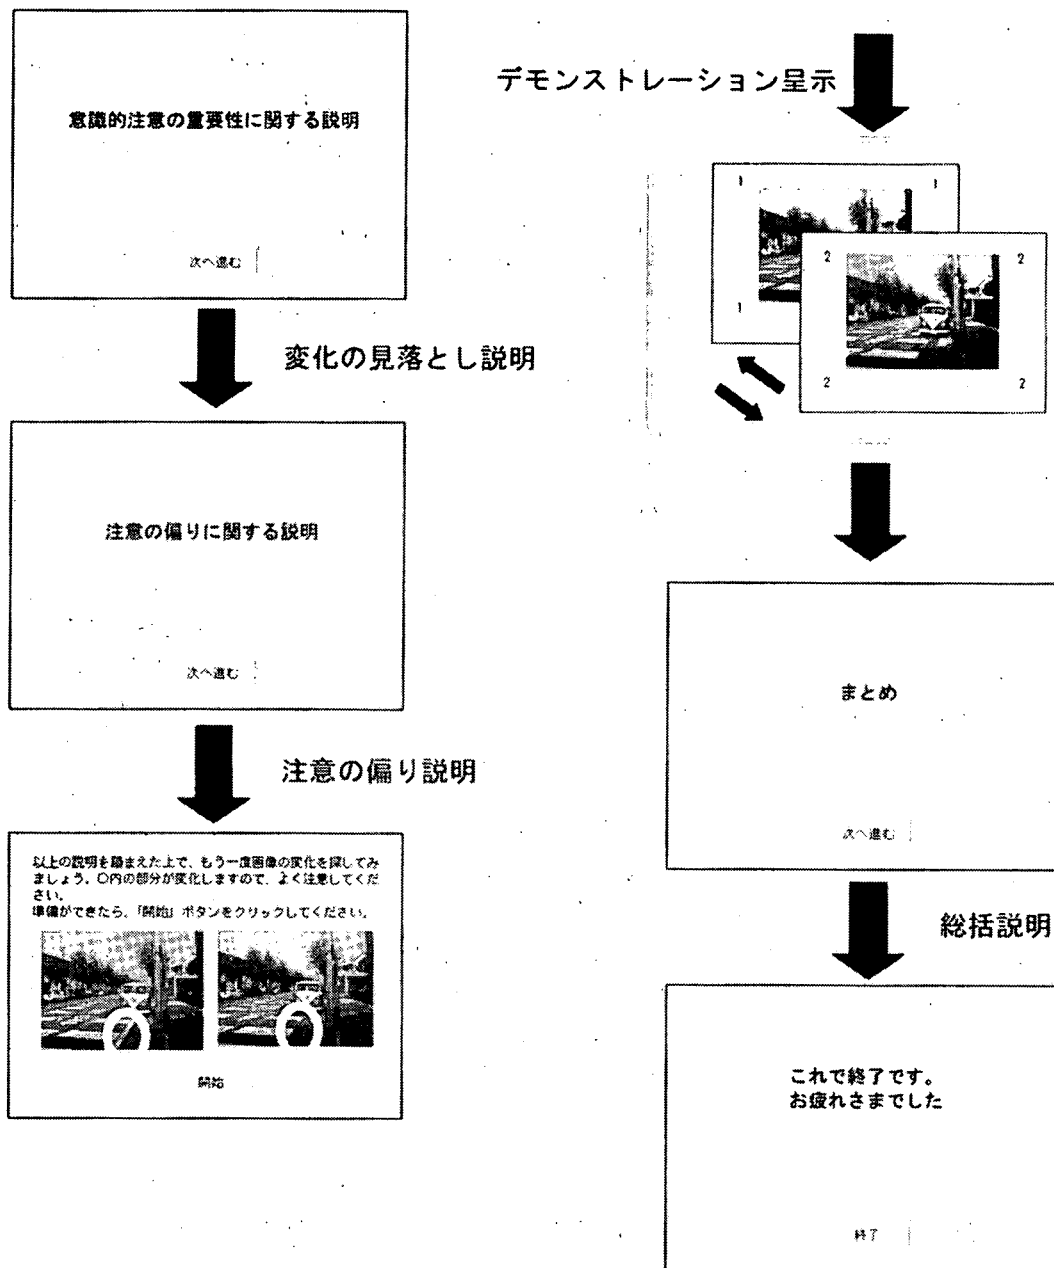 意識的注意の重要性に関する説明
次へ進む
変化の見落とし説明
注意の偏りに関する説明
次へ進む
注意の偏り説明
以上の説明を踏まえた上で、もう一度画像の変化を探してみ
ましょう。〇内の部分が変化しますので、よく注意してくだ
さい。
準備ができたら、「開始」ボタンをクリックしてください。
開始
デモンストレーション呈示
1 1
1
2 2
2 2
まとめ
次へ進む
総括説明
これで終了です。
お疲れさまでした
終了